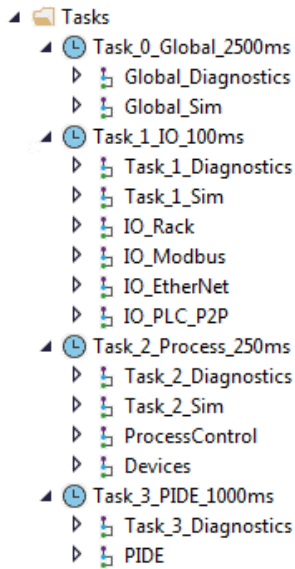 Tasks
Task_0_Global_2500ms
Global_Diagnostics
Global_Sim
Task_1_IO_100ms
Task_1_Diagnostics
Task_1_Sim
IO_Rack
IO_Modbus
IO_EtherNet
IO_PLC_P2P
Task_2_Process_250ms
Task_2_Diagnostics
Task_2_Sim
ProcessControl
Devices
Task_3_PIDE_1000ms
Task_3_Diagnostics
PIDE